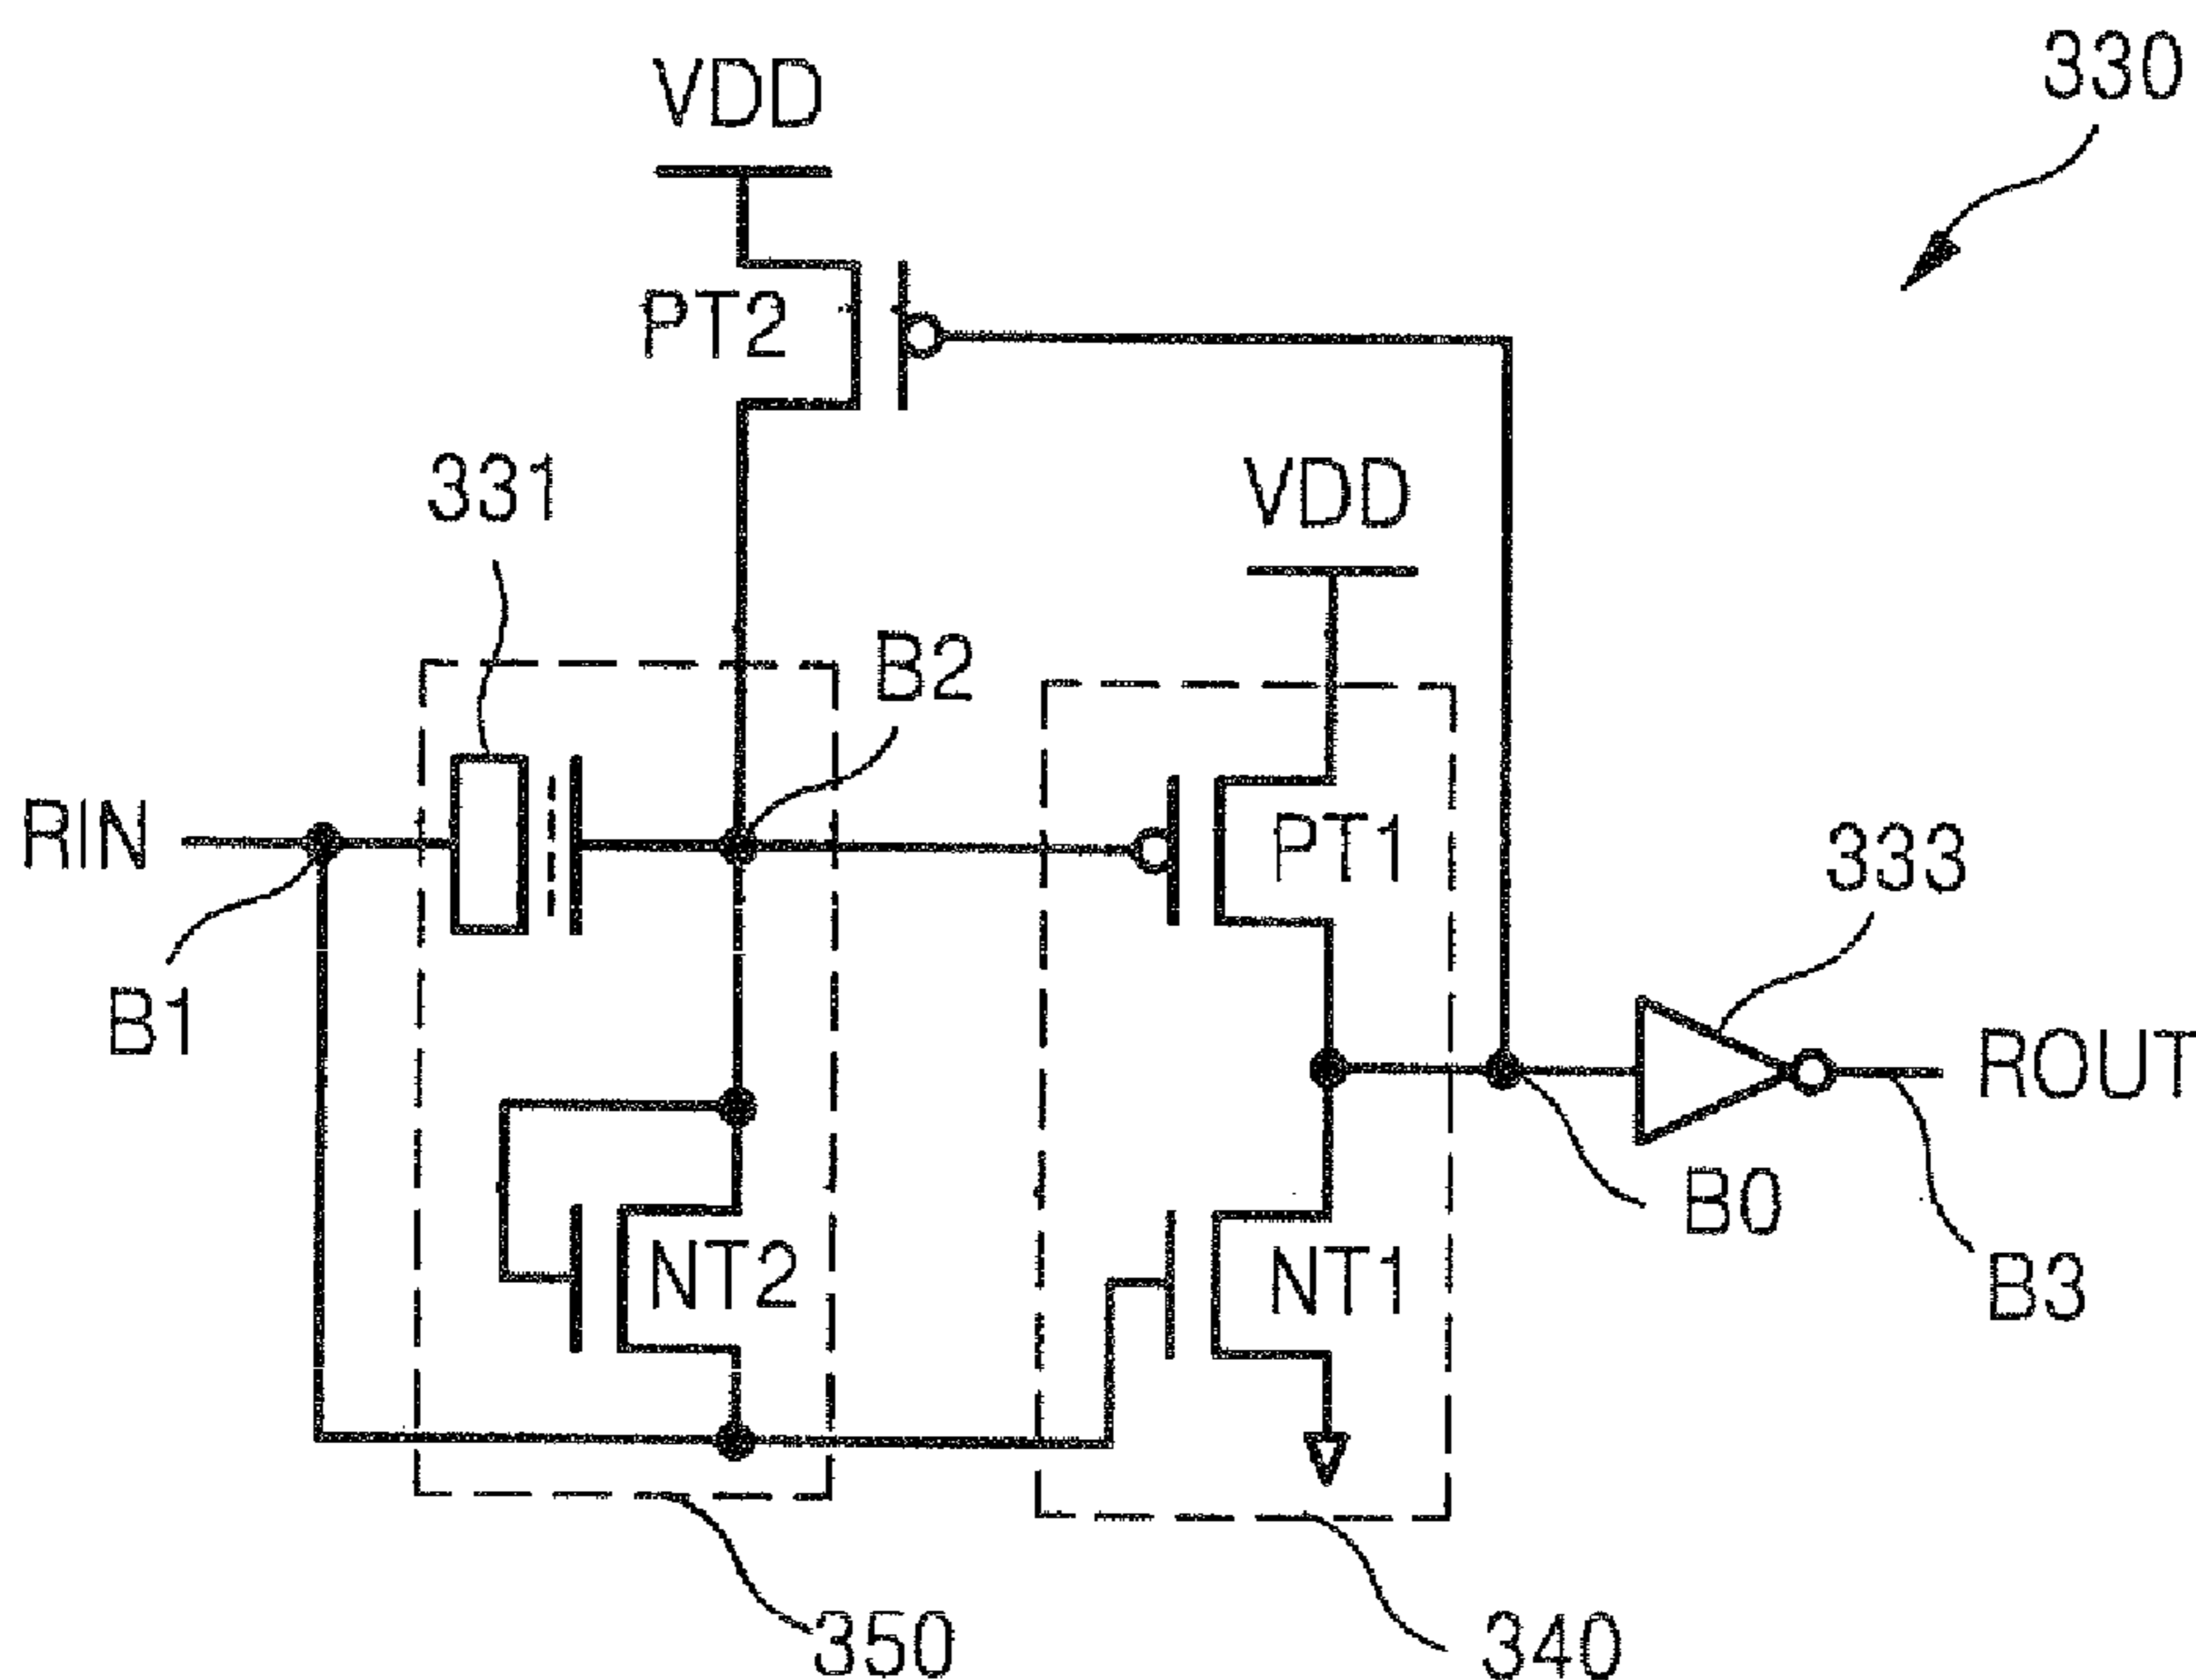 330
VDD
PT2
331
VDD
B2
RIN
PT1
333
B1
ROUT
B0
NT2
NT1
B3
350
340